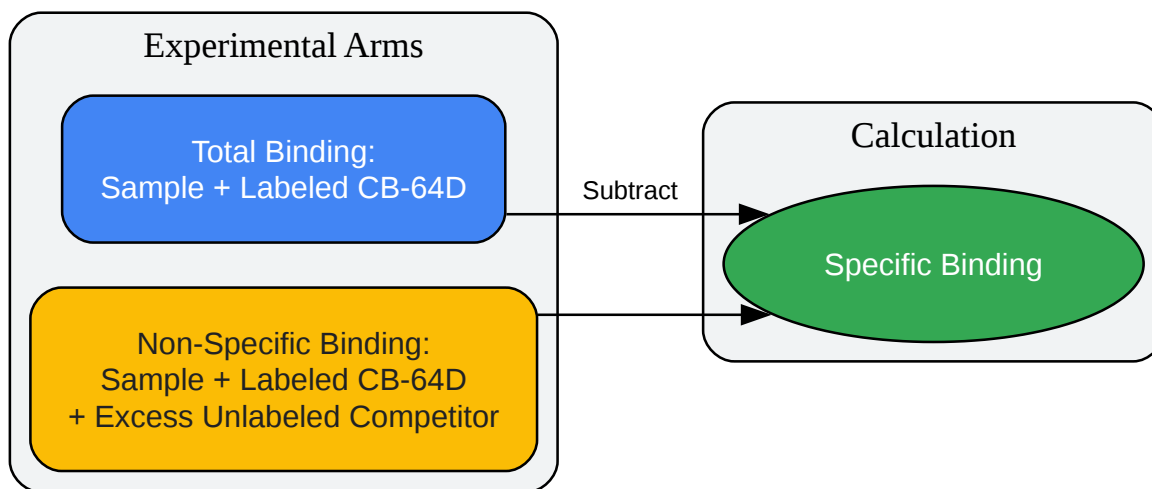 Experimental Arms
Total Binding:
Sample + Labeled CB-64D
Non-Specific Binding:
Sample + Labeled CB-64D
+ Excess Unlabeled Competitor
Subtract
Calculation
Specific Binding